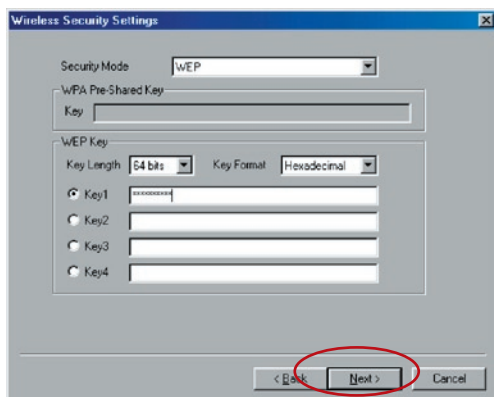 Wireless Security Settings
Security Mode WEP
WPA Pre-Shared Key
Key
WEP Key
Key Length 64 bits Key Format Hexadecimal
Key1 **********
Key2
Key3
Key4
< Back Next > Cancel